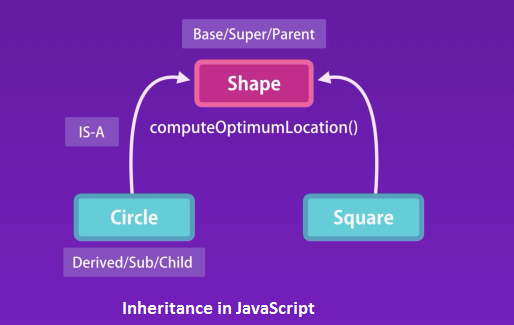 Base/Super/Parent
Shape
IS-A
computeOptimumLocation()
Circle
Square
Derived/Sub/Child
Inheritance in JavaScript